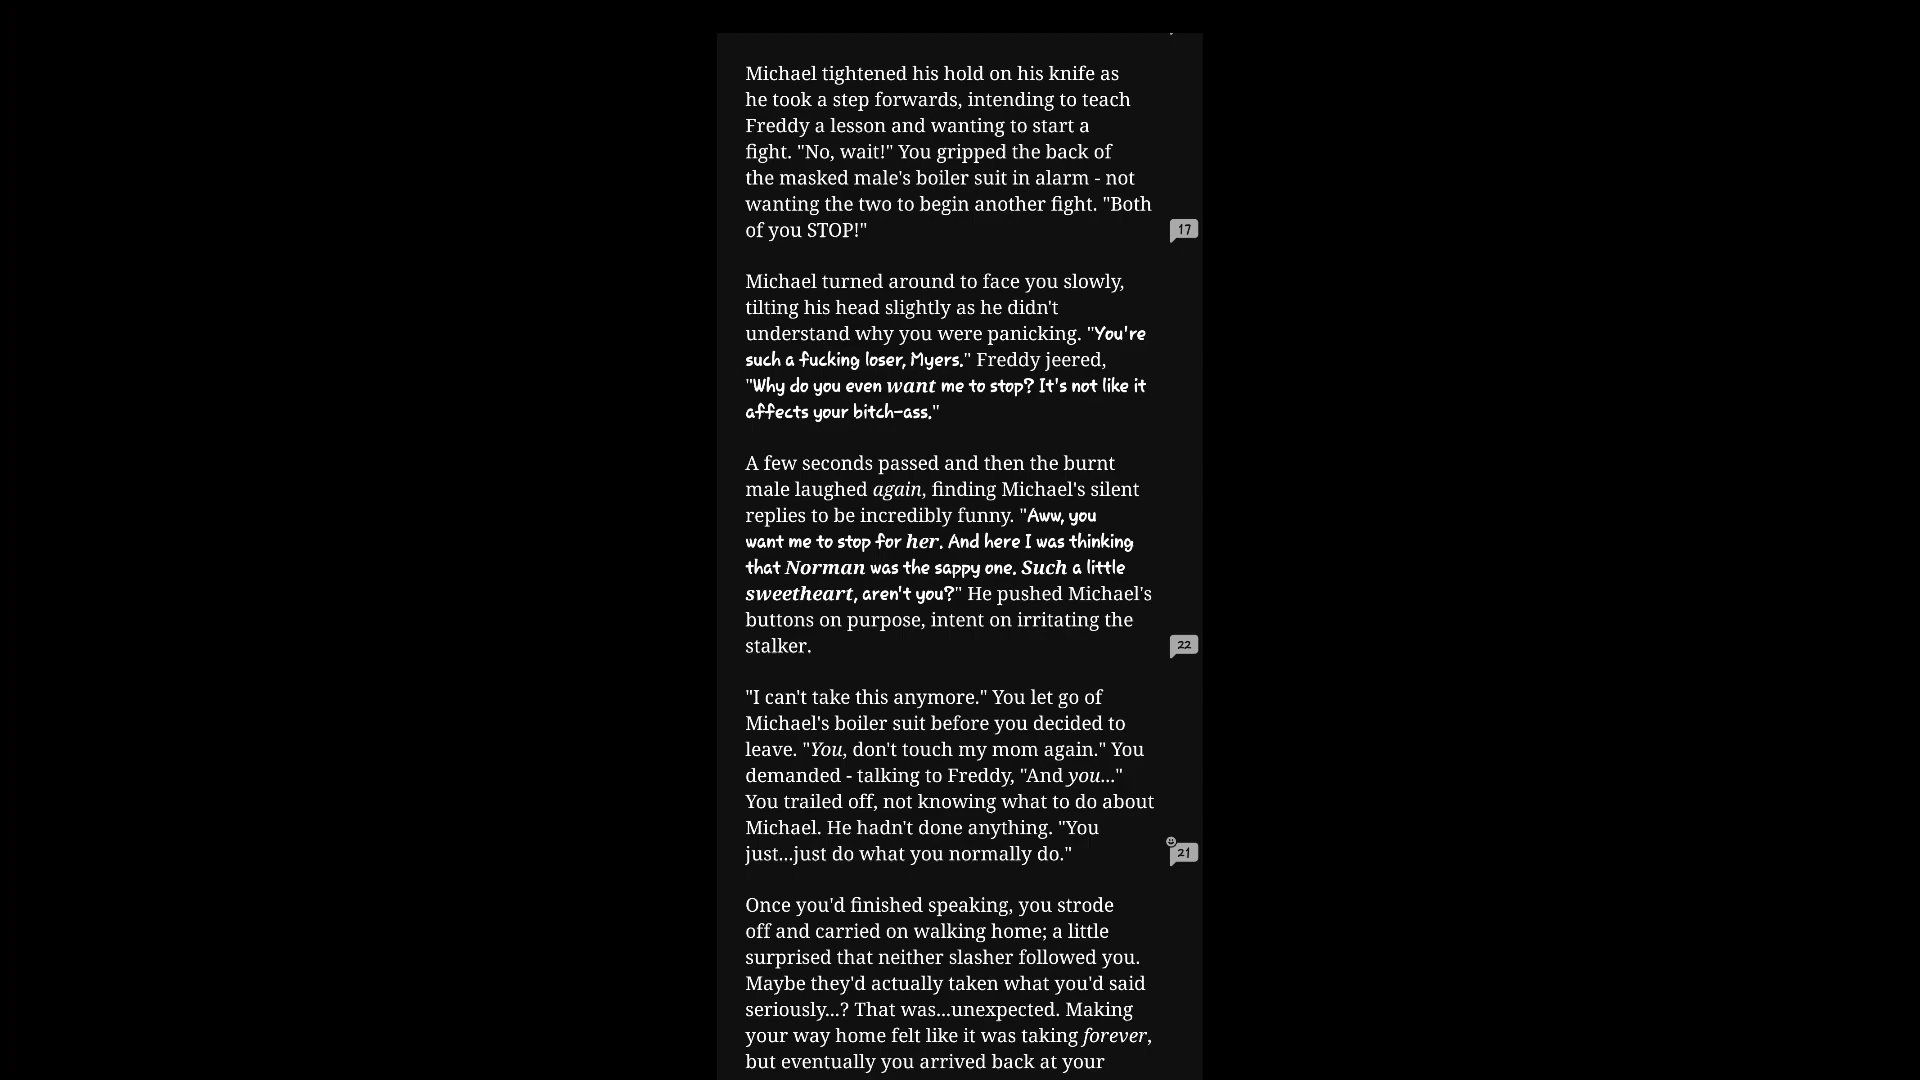 Michael tightened his hold on his knife as
he took a step forwards, intending to teach
Freddy a lesson and wanting to start a
fight. "No, wait!" You gripped the back of
the masked male's boiler suit in alarm - not
wanting the two to begin another fight. "Both
of you STOP!"
17
Michael turned around to face you slowly,
tilting his head slightly as he didn't
understand why you were panicking. "You're
such a fucking loser, Myers." Freddy jeered,
"Why do you even want me to stop? It's not like it
affects your bitch-ass."
A few seconds passed and then the burnt
male laughed again, finding Michael's silent
replies to be incredibly funny. "Aww, you
want me to stop for her. And here I was thinking
that Norman was the sappy one. Such a little
sweetheart, aren't you?" He pushed Michael's
buttons on purpose, intent on irritating the
stalker.
22
"I can't take this anymore." You let go of
Michael's boiler suit before you decided to
leave. "You, don't touch my mom again." You
demanded - talking to Freddy, "And you..."
You trailed off, not knowing what to do about
Michael. He hadn't done anything. "You
just...just do what you normally do."
21
Once you'd finished speaking, you strode
off and carried on walking home; a little
surprised that neither slasher followed you.
Maybe they'd actually taken what you'd said
seriously...? That was...unexpected. Making
your way home felt like it was taking forever,
but eventually you arrived back at your